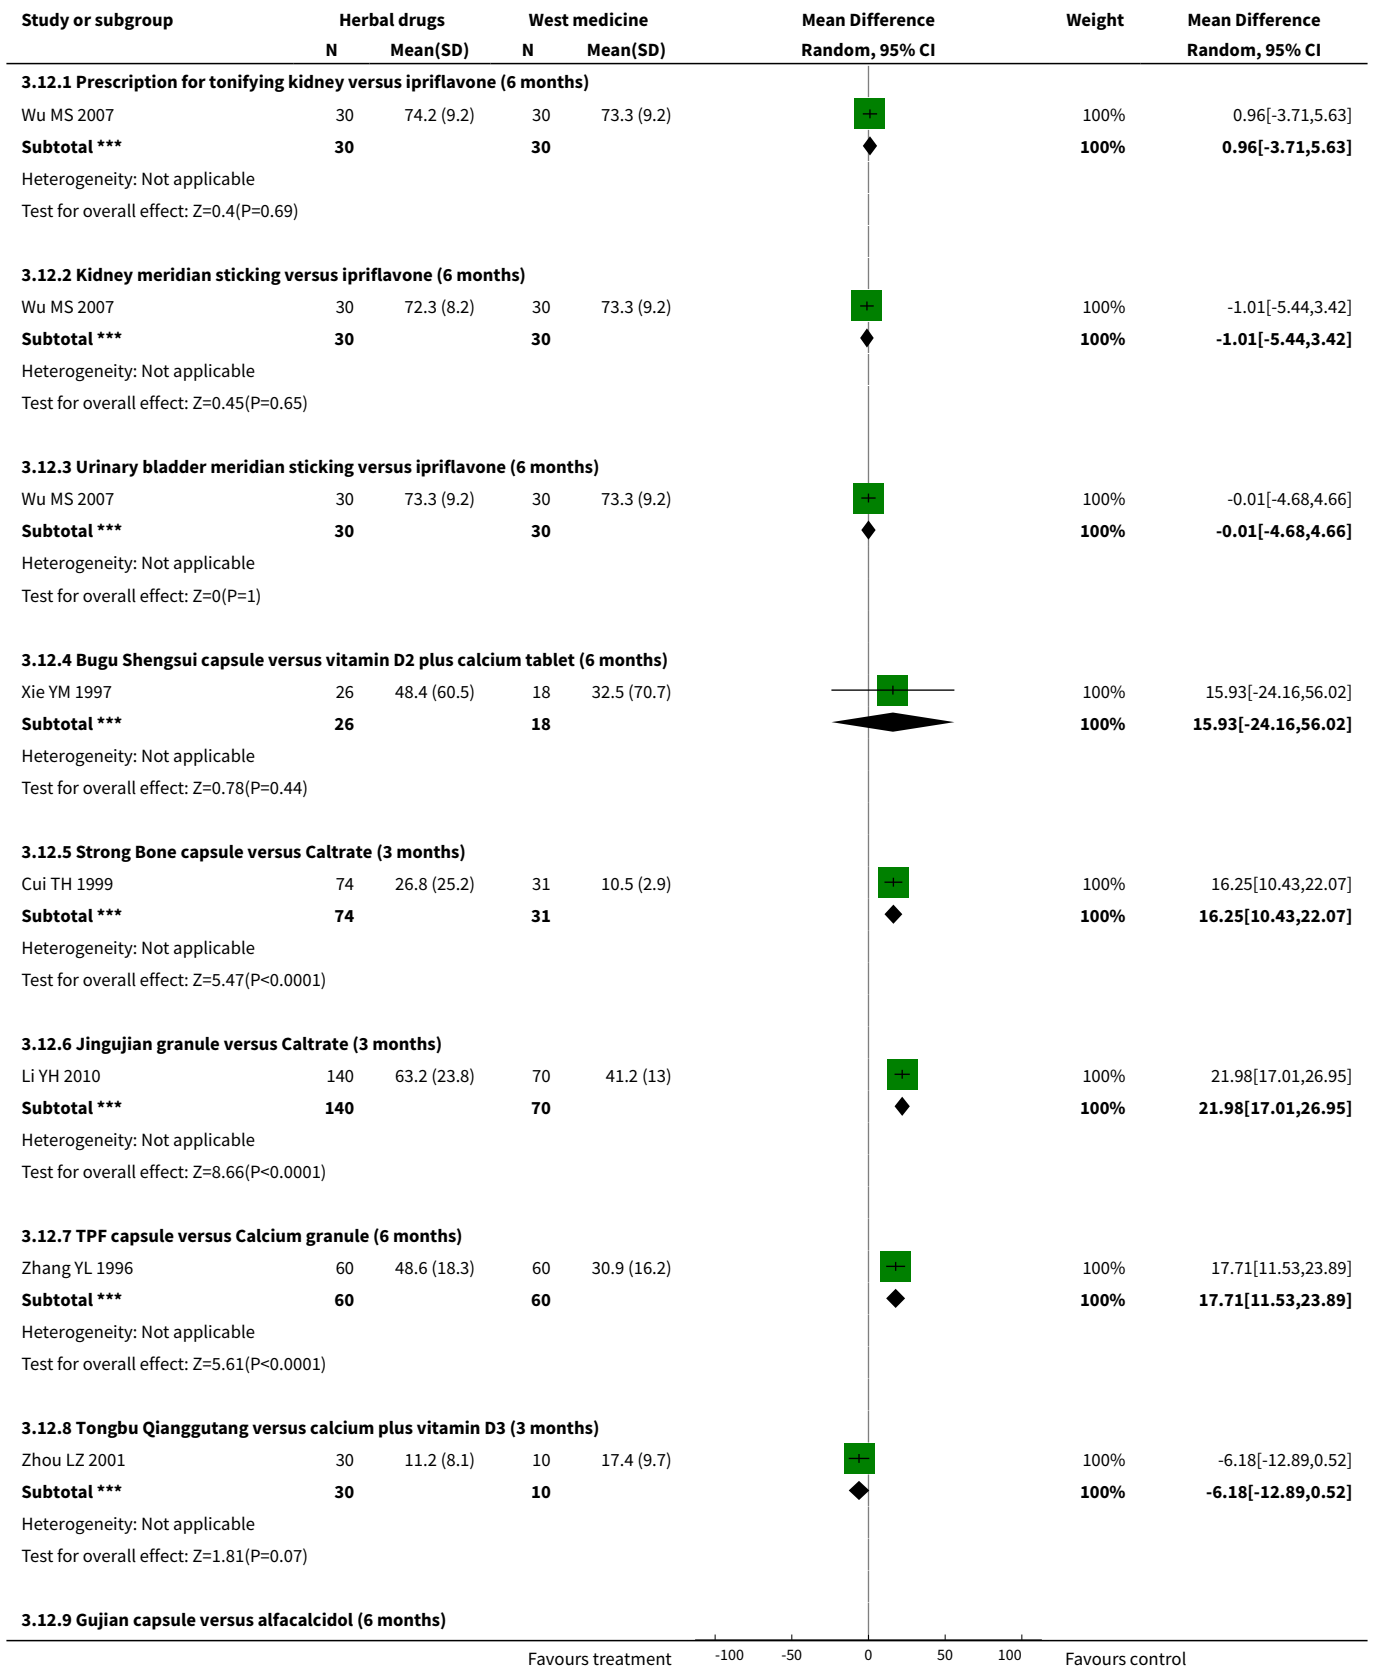 Study or subgroup Herbal drugs West medicine Mean Difference Weight Mean Difference
N Mean(SD) N Mean(SD) Random, 95% CI Random, 95% CI
3.12.1 Prescription for tonifying kidney versus ipriflavone (6 months)
Wu MS 2007 30 74.2 (9.2) 30 73.3 (9.2) 100% 0.96[-3.71,5.63]
Subtotal *** 30 30 100% 0.96[-3.71,5.63]
Heterogeneity: Not applicable
Test for overall effect: Z=0.4(P=0.69)
3.12.2 Kidney meridian sticking versus ipriflavone (6 months)
Wu MS 2007 30 72.3 (8.2) 30 73.3 (9.2) 100% -1.01[-5.44,3.42]
Subtotal *** 30 30 100% -1.01[-5.44,3.42]
Heterogeneity: Not applicable
Test for overall effect: Z=0.45(P=0.65)
3.12.3 Urinary bladder meridian sticking versus ipriflavone (6 months)
Wu MS 2007 30 73.3 (9.2) 30 73.3 (9.2) 100% -0.01[-4.68,4.66]
Subtotal *** 30 30 100% -0.01[-4.68,4.66]
Heterogeneity: Not applicable
Test for overall effect: Z=0(P=1)
3.12.4 Bugu Shengsui capsule versus vitamin D2 plus calcium tablet (6 months)
Xie YM 1997 26 48.4 (60.5) 18 32.5 (70.7) 100% 15.93[-24.16,56.02]
Subtotal *** 26 18 100% 15.93[-24.16,56.02]
Heterogeneity: Not applicable
Test for overall effect: Z=0.78(P=0.44)
3.12.5 Strong Bone capsule versus Caltrate (3 months)
Cui TH 1999 74 26.8 (25.2) 31 10.5 (2.9) 100% 16.25[10.43,22.07]
Subtotal *** 74 31 100% 16.25[10.43,22.07]
Heterogeneity: Not applicable
Test for overall effect: Z=5.47(P<0.0001)
3.12.6 Jingujian granule versus Caltrate (3 months)
Li YH 2010 140 63.2 (23.8) 70 41.2 (13) 100% 21.98[17.01,26.95]
Subtotal *** 140 70 100% 21.98[17.01,26.95]
Heterogeneity: Not applicable
Test for overall effect: Z=8.66(P<0.0001)
3.12.7 TPF capsule versus Calcium granule (6 months)
Zhang YL 1996 60 48.6 (18.3) 60 30.9 (16.2) 100% 17.71[11.53,23.89]
Subtotal *** 60 60 100% 17.71[11.53,23.89]
Heterogeneity: Not applicable
Test for overall effect: Z=5.61(P<0.0001)
3.12.8 Tongbu Qianggutang versus calcium plus vitamin D3 (3 months)
Zhou LZ 2001 30 11.2 (8.1) 10 17.4 (9.7) 100% -6.18[-12.89,0.52]
Subtotal *** 30 10 100% -6.18[-12.89,0.52]
Heterogeneity: Not applicable
Test for overall effect: Z=1.81(P=0.07)
3.12.9 Gujian capsule versus alfacalcidol (6 months)
Favours treatment -100 -50 0 50 100 Favours control